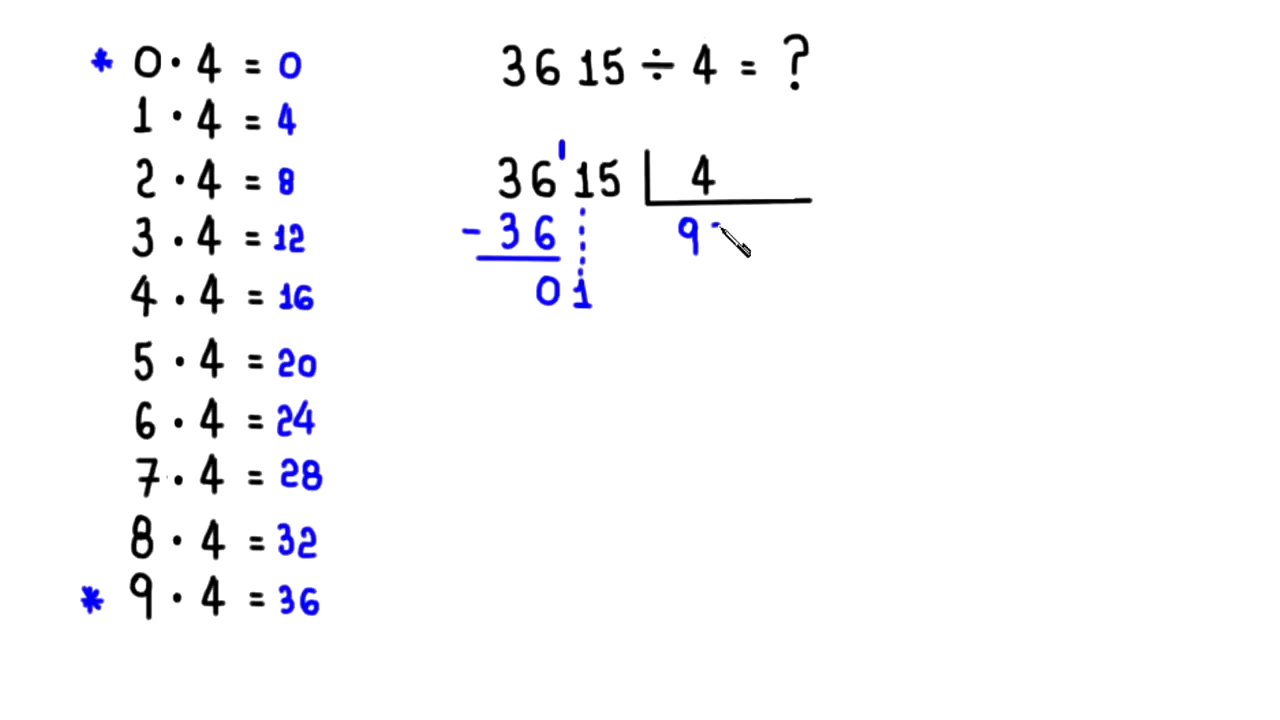 * 0 · 4 = 0
1 · 4 = 4
2 · 4 = 8
3 · 4 = 12
4 · 4 = 16
5 · 4 = 20
6 · 4 = 24
7 · 4 = 28
8 · 4 = 32
* 9 · 4 = 36
3615 ÷ 4 = ?
36'15 | 4
- 36 9
01